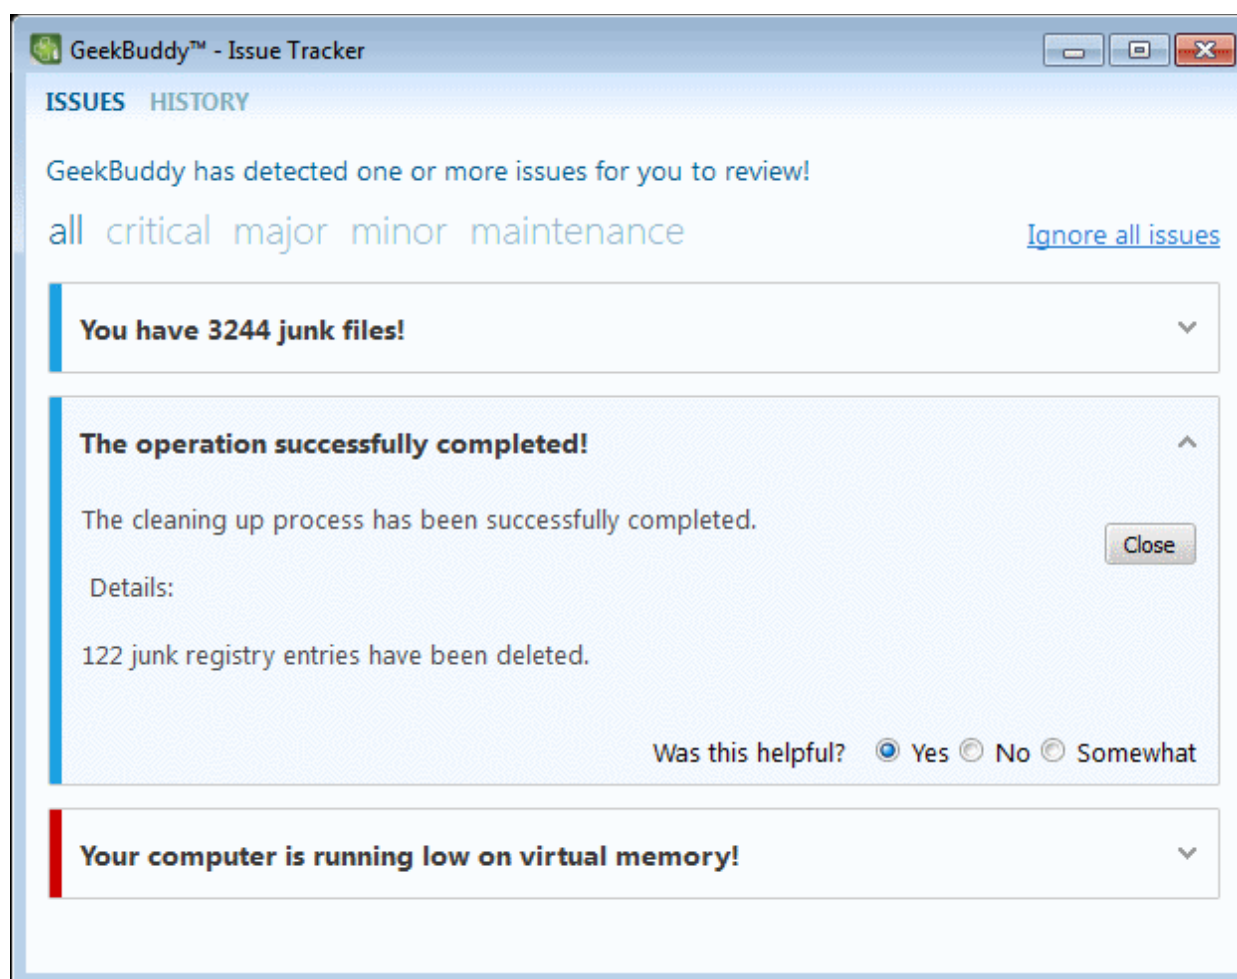 GeekBuddy™ - Issue Tracker
ISSUES HISTORY
GeekBuddy has detected one or more issues for you to review!
all critical major minor maintenance Ignore all issues
You have 3244 junk files!
The operation successfully completed!
The cleaning up process has been successfully completed.
Close
Details:
122 junk registry entries have been deleted.
Was this helpful? Yes No Somewhat
Your computer is running low on virtual memory!